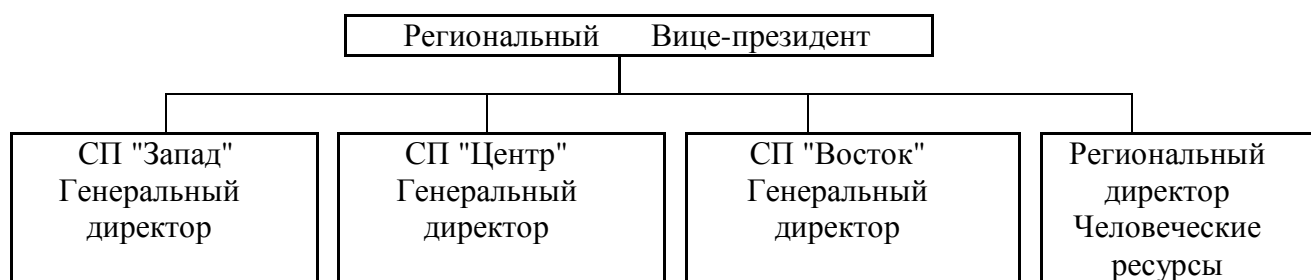 Региональный Вице-президент
СП "Запад"
Генеральный
директор
СП "Центр"
Генеральный
директор
СП "Восток"
Генеральный
директор
Региональный
директор
Человеческие
ресурсы